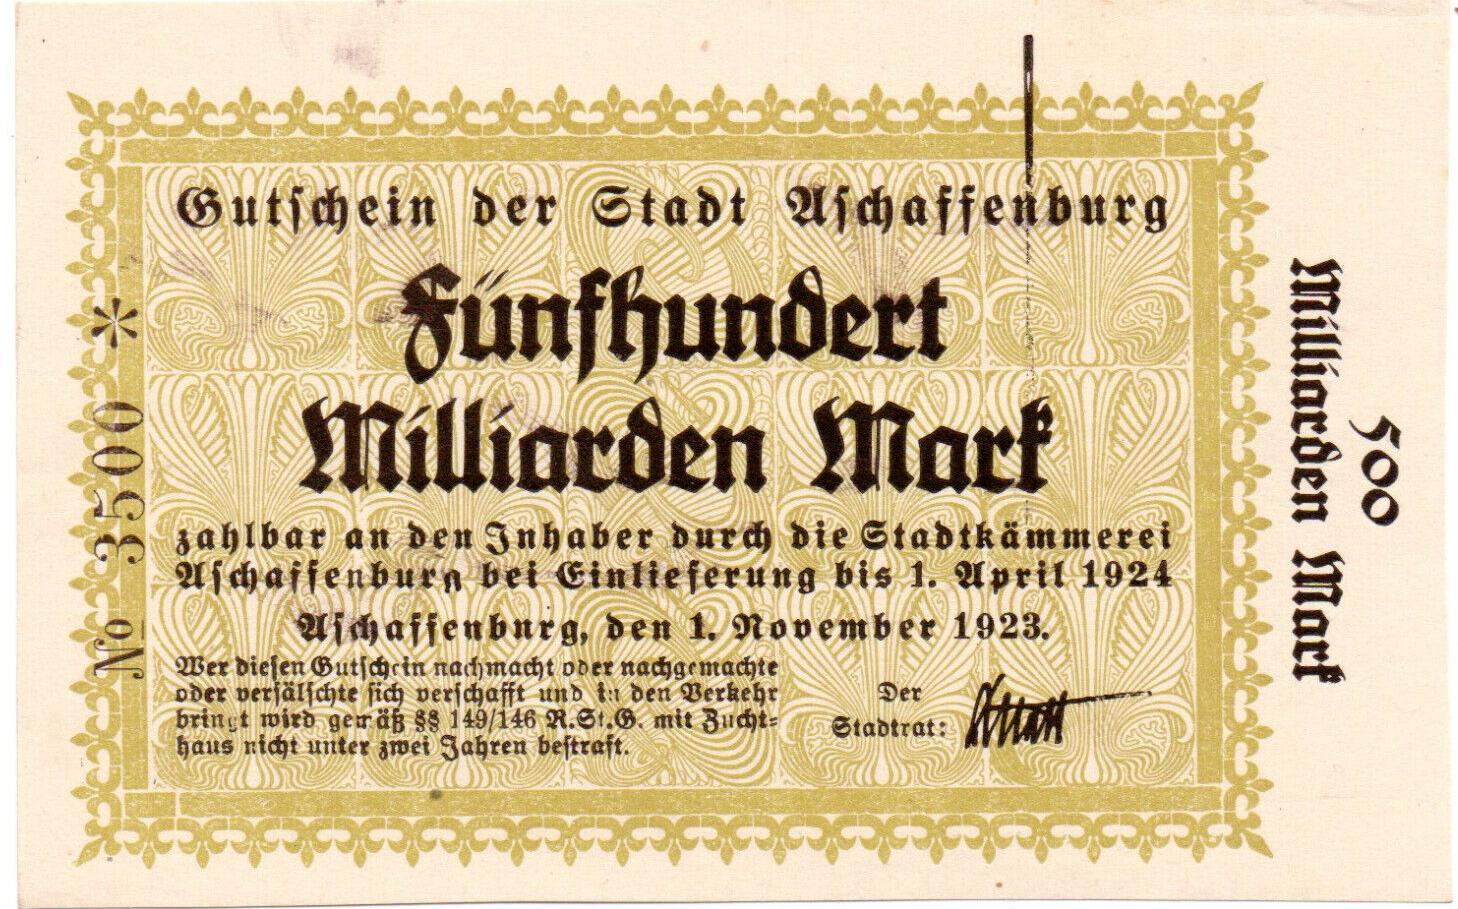 Gutschein der Stadt Aschaffenburg
Fünfhundert
Milliarden Mark
zahlbar an den Inhaber durch die Stadtkämmerei
Aschaffenburg bei Einlieferung bis 1. April 1924
Aschaffenburg, den 1. November 1923.
Wer diesen Gutschein nachmacht oder nachgemachte
oder verfälschte sich verschafft und in den Verkehr
bringt wird gemäß §§ 149/146 R.St.G. mit Zucht-
haus nicht unter zwei Jahren bestraft.
Der
Stadtrat:
№ 3500 *
500
Milliarden Mark